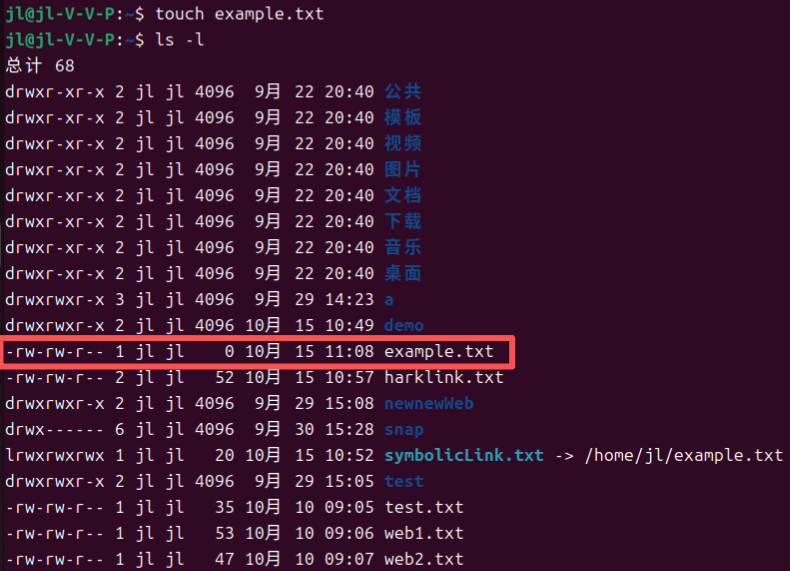 jl@jl-V-V-P:~$ touch example.txt
jl@jl-V-V-P:~$ ls -l
总计 68
drwxr-xr-x 2 jl jl 4096  9月 22 20:40 公共
drwxr-xr-x 2 jl jl 4096  9月 22 20:40 模板
drwxr-xr-x 2 jl jl 4096  9月 22 20:40 视频
drwxr-xr-x 2 jl jl 4096  9月 22 20:40 图片
drwxr-xr-x 2 jl jl 4096  9月 22 20:40 文档
drwxr-xr-x 2 jl jl 4096  9月 22 20:40 下载
drwxr-xr-x 2 jl jl 4096  9月 22 20:40 音乐
drwxr-xr-x 2 jl jl 4096  9月 22 20:40 桌面
drwxrwxr-x 3 jl jl 4096  9月 29 14:23 a
drwxrwxr-x 2 jl jl 4096 10月 15 10:49 demo
-rw-rw-r-- 1 jl jl    0 10月 15 11:08 example.txt
-rw-rw-r-- 2 jl jl   52 10月 15 10:57 harklink.txt
drwxrwxr-x 2 jl jl 4096  9月 29 15:08 newnewWeb
drwx------ 6 jl jl 4096  9月 30 15:28 snap
lrwxrwxrwx 1 jl jl   20 10月 15 10:52 symbolicLink.txt -> /home/jl/example.txt
drwxrwxr-x 2 jl jl 4096  9月 29 15:05 test
-rw-rw-r-- 1 jl jl   35 10月 10 09:05 test.txt
-rw-rw-r-- 1 jl jl   53 10月 10 09:06 web1.txt
-rw-rw-r-- 1 jl jl   47 10月 10 09:07 web2.txt